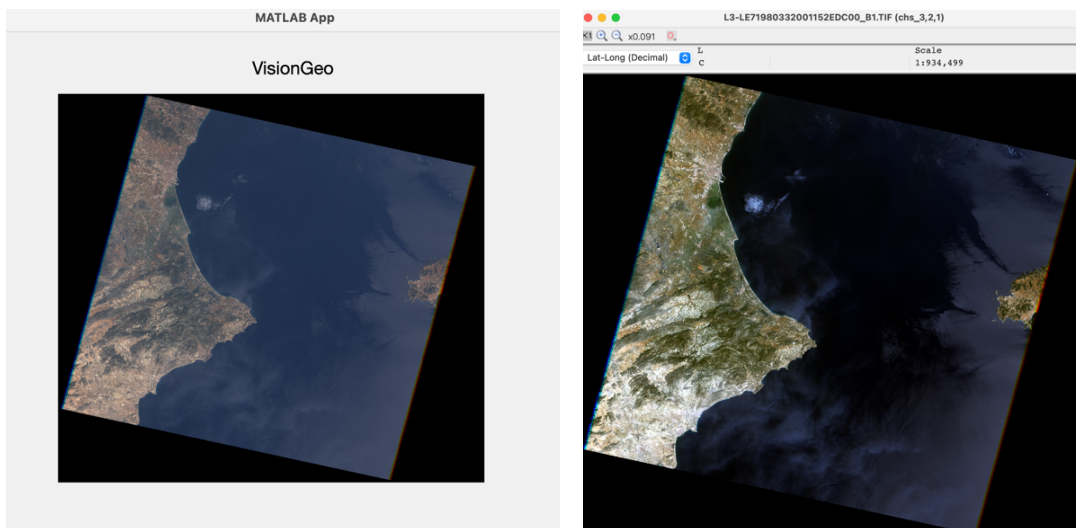 MATLAB App
VisionGeo
L3-LE71980332001152EDC00_B1.TIF (chs_3,2,1)
x0.091
Lat-Long (Decimal)
L
C
Scale
1:934,499